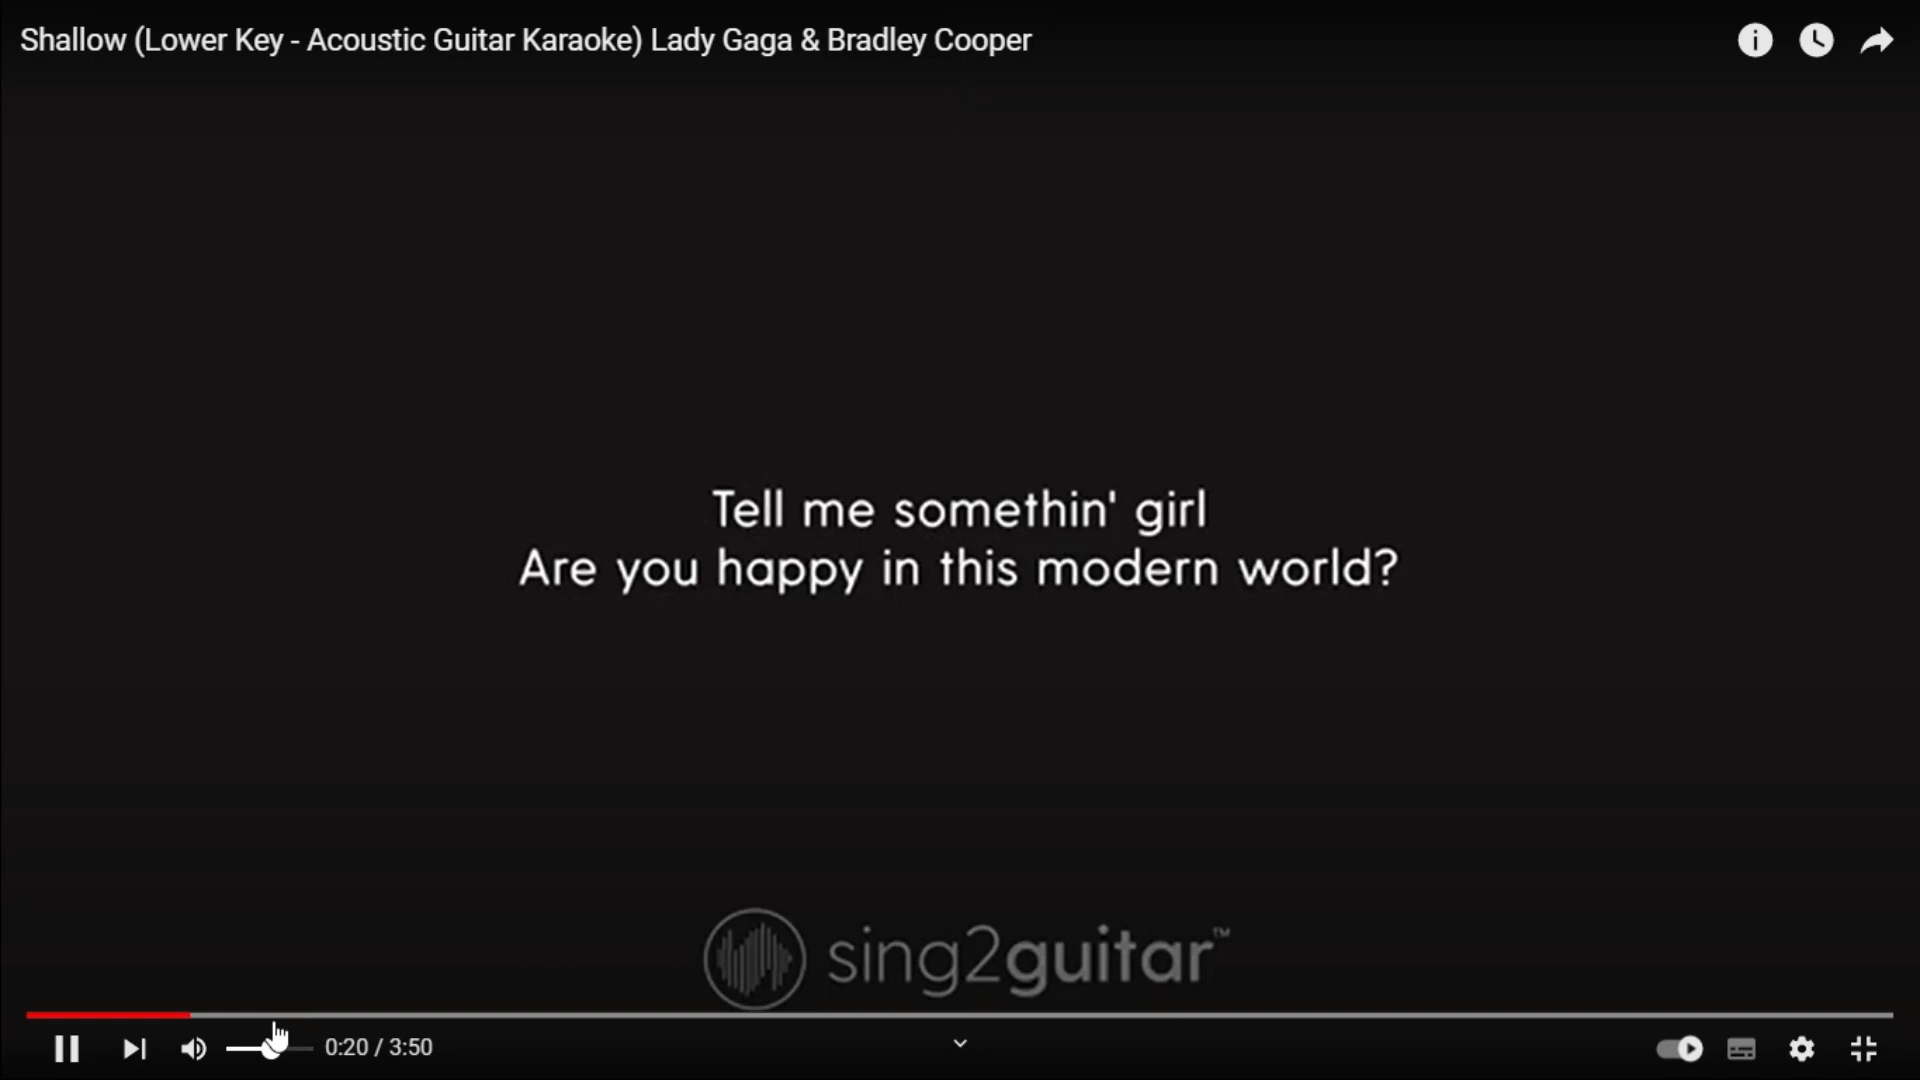 Shallow (Lower Key - Acoustic Guitar Karaoke) Lady Gaga & Bradley Cooper
Tell me somethin' girl
Are you happy in this modern world?
sing2guitar™
0:20 / 3:50